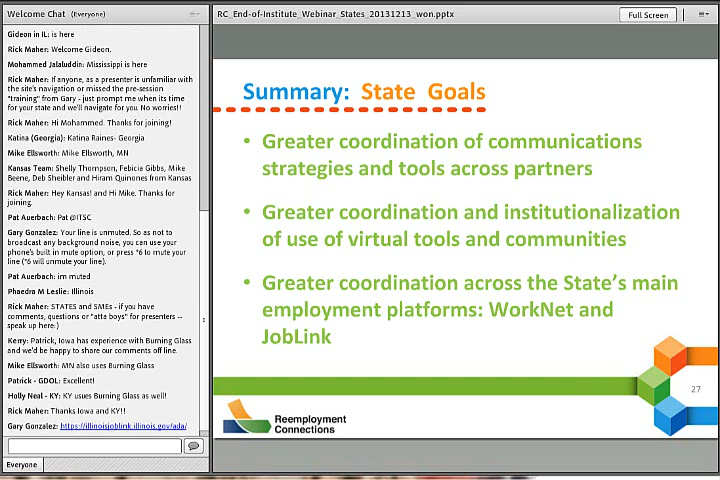 Welcome Chat (Everyone)
Gideon in IL: is here
Rick Maher: Welcome Gideon.
Mohammed Jalaluddin: Mississippi is here
Rick Maher: If anyone, as a presenter is unfamiliar with
the site's navigation or missed the pre-session
"training" from Gary - just prompt me when its time
for your state and we'll navigate for you. No worries!!
Rick Maher: Hi Mohammed. Thanks for joining!
Katina (Georgia): Katina Raines- Georgia
Mike Ellsworth: Mike Ellsworth, MN
Kansas Team: Shelly Thompson, Febicia Gibbs, Mike
Beene, Deb Sheibler and Hiram Quinones from Kansas
Rick Maher: Hey Kansas! and Hi Mike. Thanks for
joining.
Pat Auerbach: Pat @ITSC
Gary Gonzalez: Your line is unmuted. So as not to
broadcast any background noise, you can use your
phone's built in mute option, or press *6 to mute your
line (*6 will unmute your line).
Pat Auerbach: im muted
Phaedra M Leslie: Illinois
Rick Maher: STATES and SMEs - if you have
comments, questions or "atta boys" for presenters --
speak up here:)
Kerry: Patrick, Iowa has experience with Burning Glass
and we'd be happy to share our comments off line.
Mike Ellsworth: MN also uses Burning Glass
Patrick - GDOL: Excellent!
Holly Neal - KY: KY usues Burning Glass as well!
Rick Maher: Thanks Iowa and KY!!
Gary Gonzalez: https://illinoisjoblink.illinois.gov/ada/
Everyone
RC_End-of-Institute_Webinar_States_20131213_won.pptx
Full Screen
Summary: State Goals
• Greater coordination of communications
strategies and tools across partners
• Greater coordination and institutionalization
of use of virtual tools and communities
• Greater coordination across the State's main
employment platforms: WorkNet and
JobLink
27
Reemployment
Connections